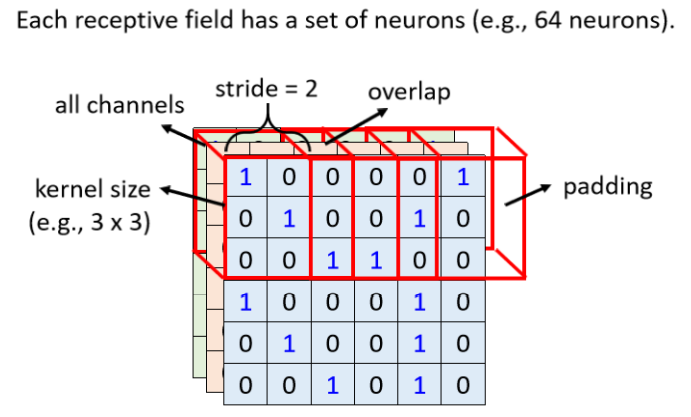 Each receptive field has a set of neurons (e.g., 64 neurons).
stride = 2
overlap
all channels
kernel size
(e.g., 3 x 3)
padding
1 0 0 0 0 1
0 1 0 0 1 0
0 0 1 1 0 0
1 0 0 0 1 0
0 1 0 0 1 0
0 0 1 0 1 0